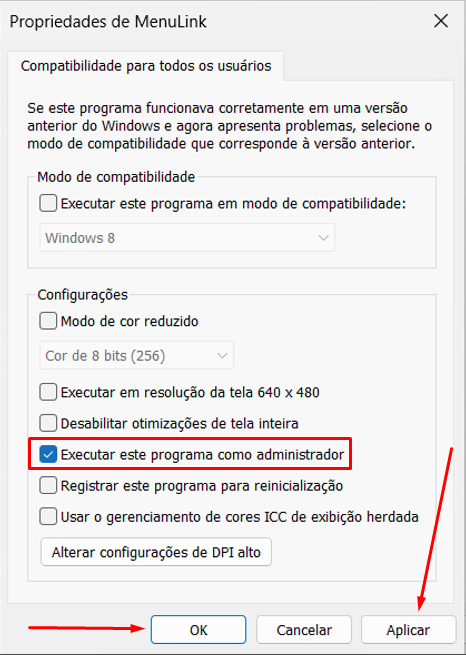 Propriedades de MenuLink
Compatibilidade para todos os usuários
Se este programa funcionava corretamente em uma versão
anterior do Windows e agora apresenta problemas, selecione o
modo de compatibilidade que corresponde à versão anterior.
Modo de compatibilidade
Executar este programa em modo de compatibilidade:
Windows 8
Configurações
Modo de cor reduzido
Cor de 8 bits (256)
Executar em resolução da tela 640 x 480
Desabilitar otimizações de tela inteira
Executar este programa como administrador
Registrar este programa para reinicialização
Usar o gerenciamento de cores ICC de exibição herdada
Alterar configurações de DPI alto
OK
Cancelar
Aplicar